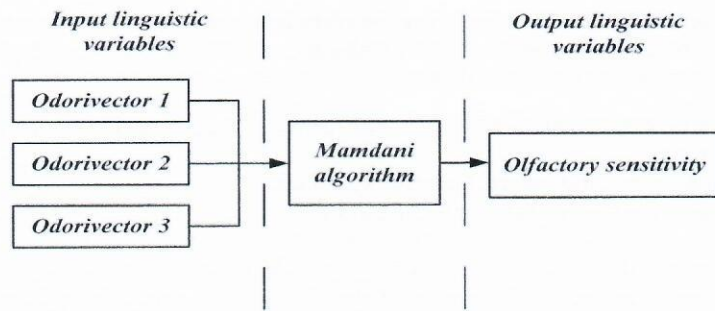 Input linguistic
variables
Output linguistic
variables
Odorivector 1
Odorivector 2
Odorivector 3
Mamdani
algorithm
Olfactory sensitivity